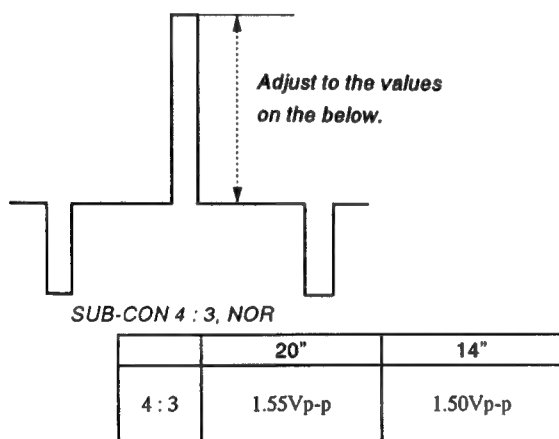 Adjust to the values
on the below.
SUB-CON 4 : 3, NOR
20" 14"
4 : 3 1.55Vp-p 1.50Vp-p